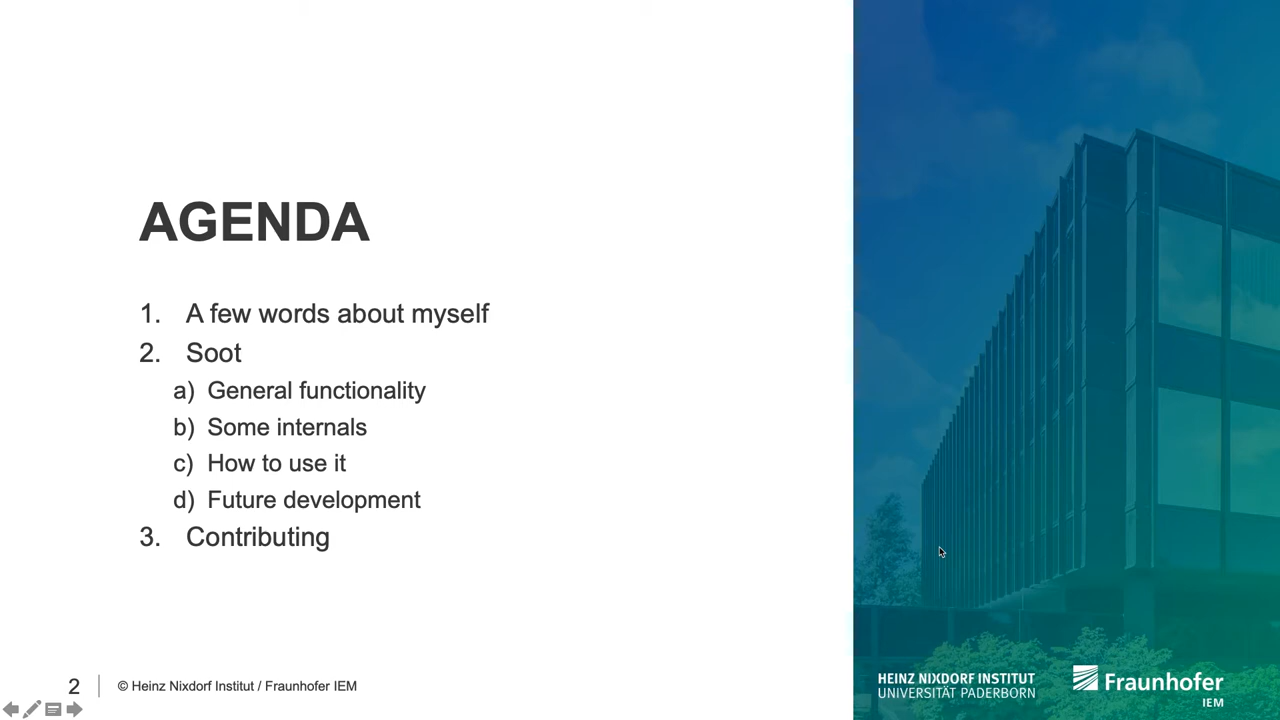 AGENDA
1. A few words about myself
2. Soot
a) General functionality
b) Some internals
c) How to use it
d) Future development
3. Contributing
2
© Heinz Nixdorf Institut / Fraunhofer IEM
HEINZ NIXDORF INSTITUT
UNIVERSITÄT PADERBORN
Fraunhofer
IEM